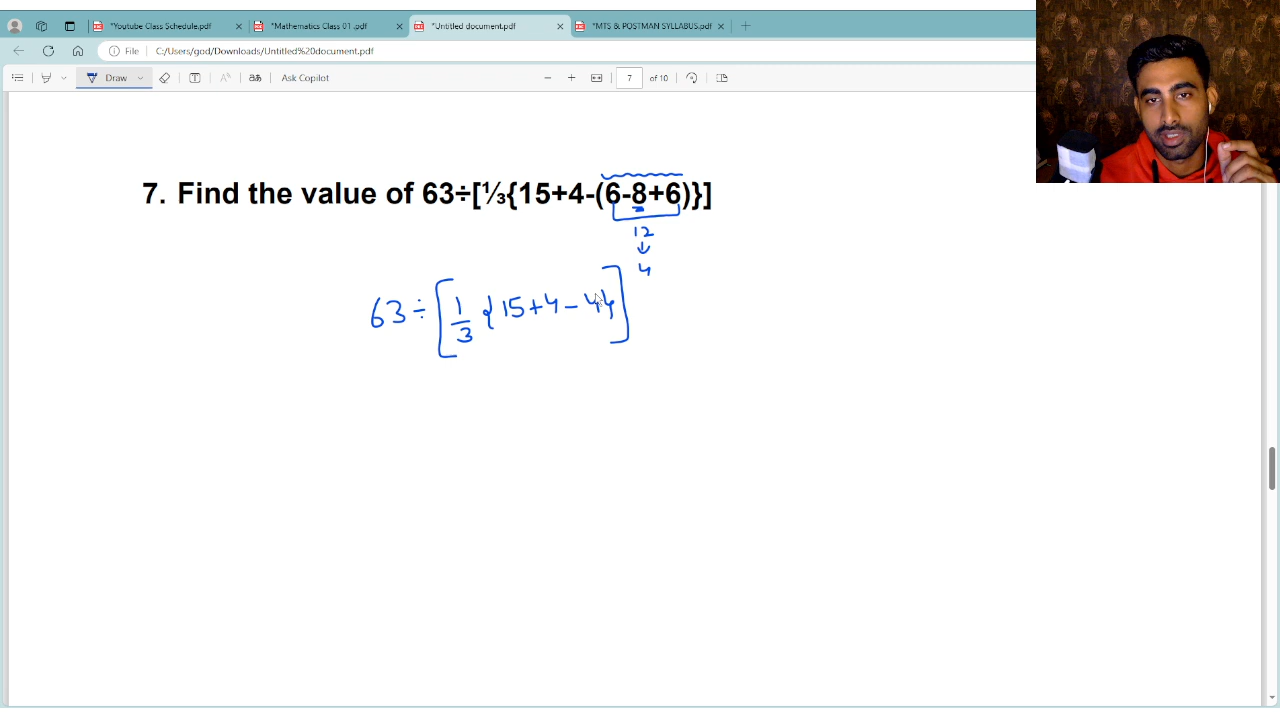 *Youtube Class Schedule.pdf
*Mathematics Class 01 .pdf
*Untitled document.pdf
*MTS & POSTMAN SYLLABUS.pdf
File C:/Users/god/Downloads/Untitled%20document.pdf
Draw Ask Copilot 7 of 10
7. Find the value of 63÷[⅓{15+4-(6-8+6)}]
12
↓
4
63 ÷ [1/3 {15+4-4}]